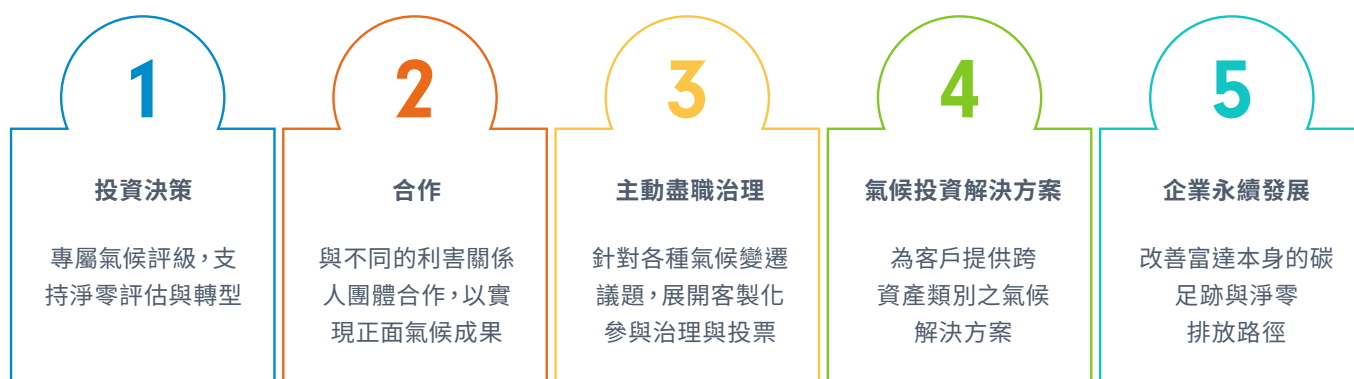 1
投資決策
專屬氣候評級，支
持淨零評估與轉型
2
合作
與不同的利害關係
人團體合作，以實
現正面氣候成果
3
主動盡職治理
針對各種氣候變遷
議題，展開客製化
參與治理與投票
4
氣候投資解決方案
為客戶提供跨
資產類別之氣候
解決方案
5
企業永續發展
改善富達本身的碳
足跡與淨零
排放路徑